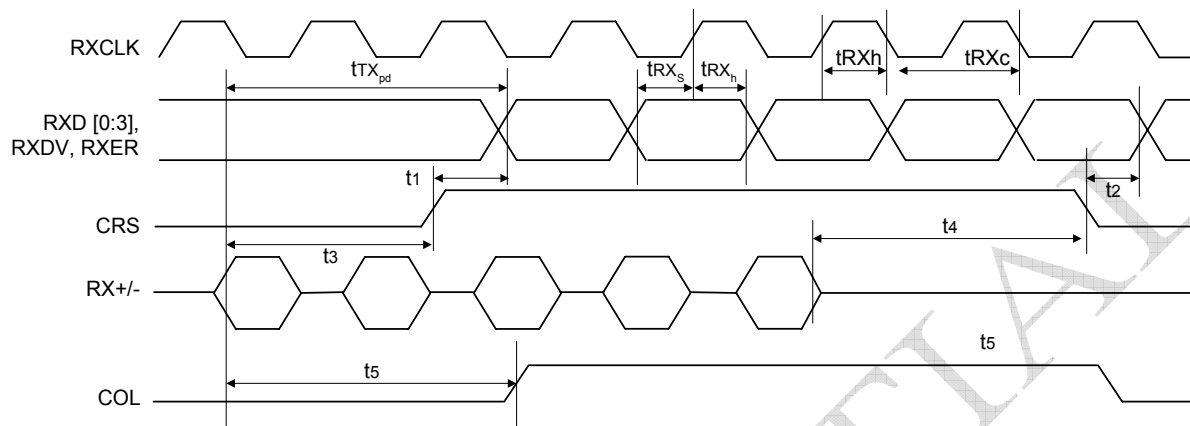 RXCLK
tTXpd
tRXS
tRXh
tRXh
tRXc
RXD [0:3],
RXDV, RXER
t1
t2
CRS
t3
t4
RX+/-
t5
t5
COL
TIAL